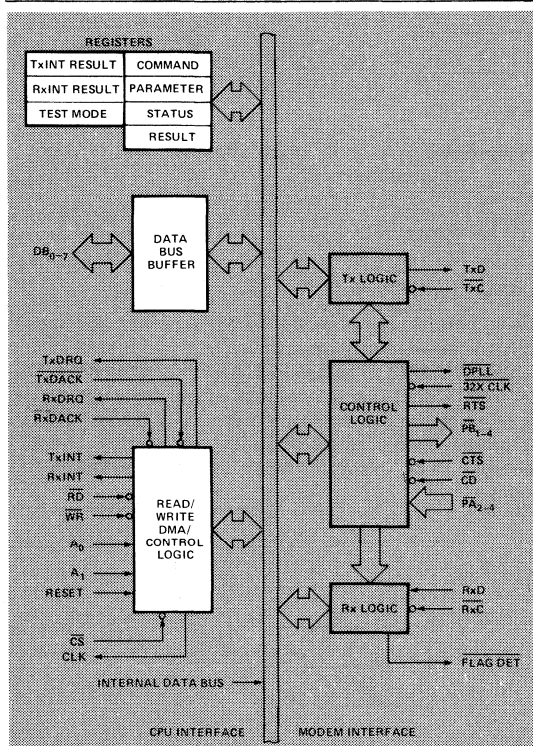 REGISTERS
TxINT RESULT COMMAND
RxINT RESULT PARAMETER
TEST MODE STATUS
RESULT
DB0–7
DATA
BUS
BUFFER
TxDRQ
TxDACK
RxDRQ
RxDACK
TxINT
RxINT
RD
WR
A0
A1
RESET
CS
CLK
READ/
WRITE
DMA/
CONTROL
LOGIC
INTERNAL DATA BUS
CPU INTERFACE
Tx LOGIC
TxD
TxC
CONTROL
LOGIC
DPLL
32X CLK
RTS
PB1–4
CTS
CD
PA2–4
Rx LOGIC
RxD
RxC
FLAG DET
MODEM INTERFACE